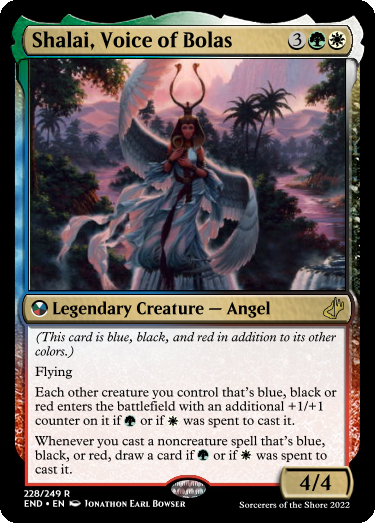 Shalai, Voice of Bolas 3
Legendary Creature — Angel
(This card is blue, black, and red in addition to its other
colors.)
Flying
Each other creature you control that's blue, black or
red enters the battlefield with an additional +1/+1
counter on it if or if was spent to cast it.
Whenever you cast a noncreature spell that's blue,
black, or red, draw a card if or if was spent to
cast it.
4/4
228/249 R
END • EN Jonathon Earl Bowser
Sorcerers of the Shore 2022